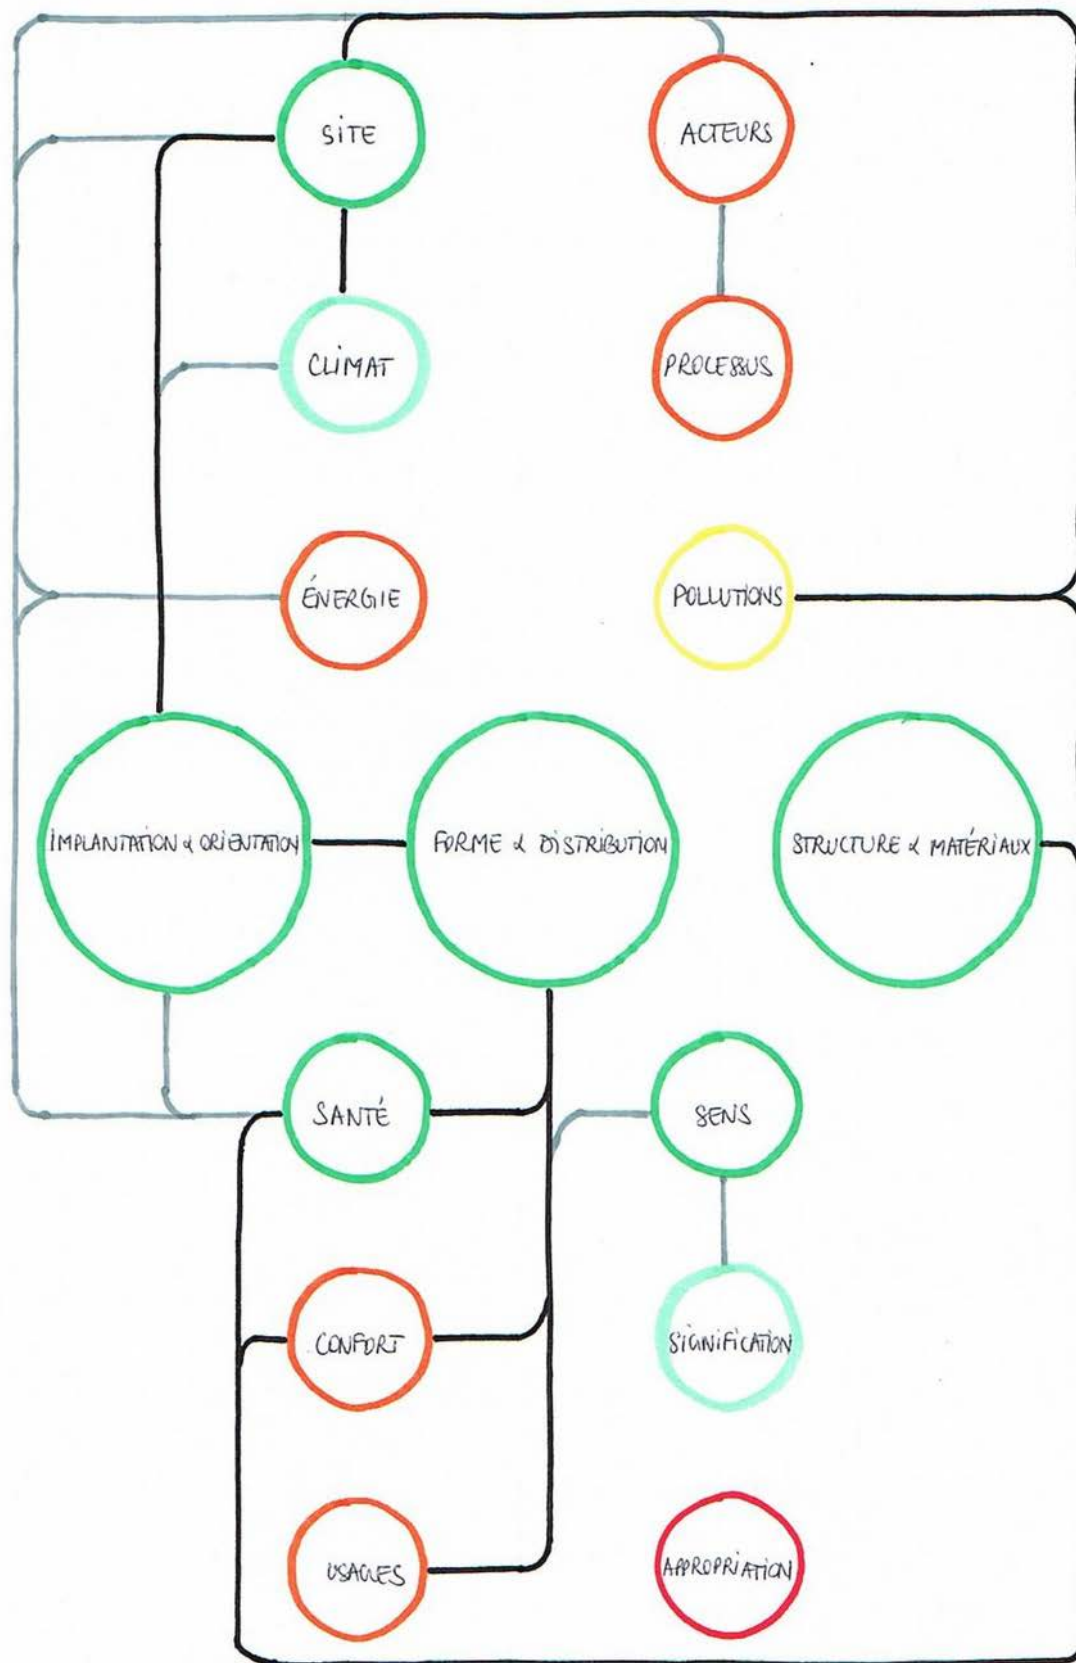 SITE
ACTEURS
CLIMAT
PROCESSUS
ÉNERGIE
POLLUTIONS
IMPLANTATION & ORIENTATION
FORME & DISTRIBUTION
STRUCTURE & MATÉRIAUX
SANTÉ
SENS
CONFORT
SIGNIFICATION
USAGES
APPROPRIATION